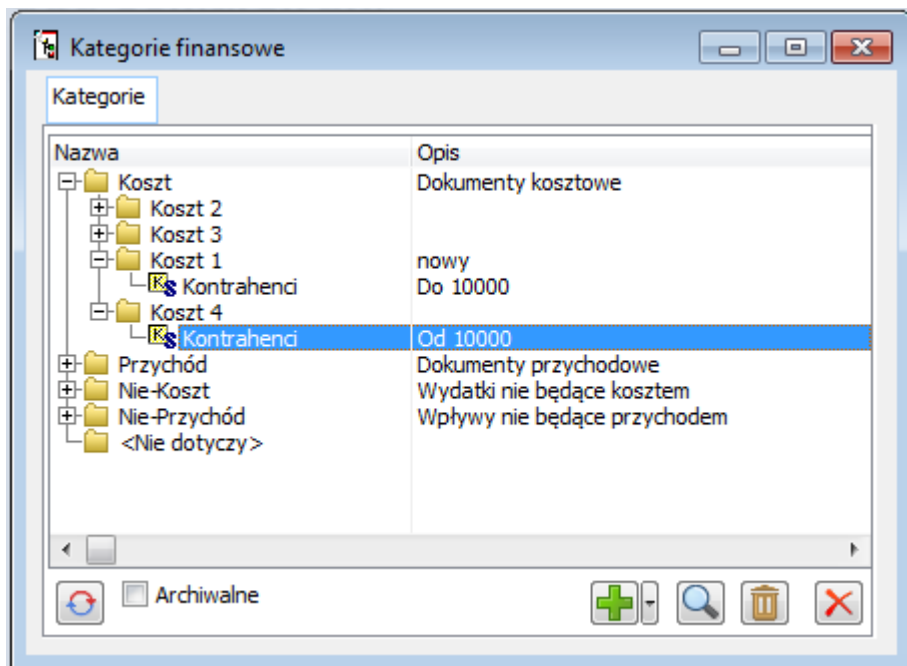 Kategorie finansowe
Kategorie
Nazwa Opis
Koszt Dokumenty kosztowe
Koszt 2
Koszt 3
Koszt 1 nowy
Kontrahenci Do 10000
Koszt 4
Kontrahenci Od 10000
Przychód Dokumenty przychodowe
Nie-Koszt Wydatki nie będące kosztem
Nie-Przychód Wpływy nie będące przychodem
<Nie dotyczy>
Archiwalne